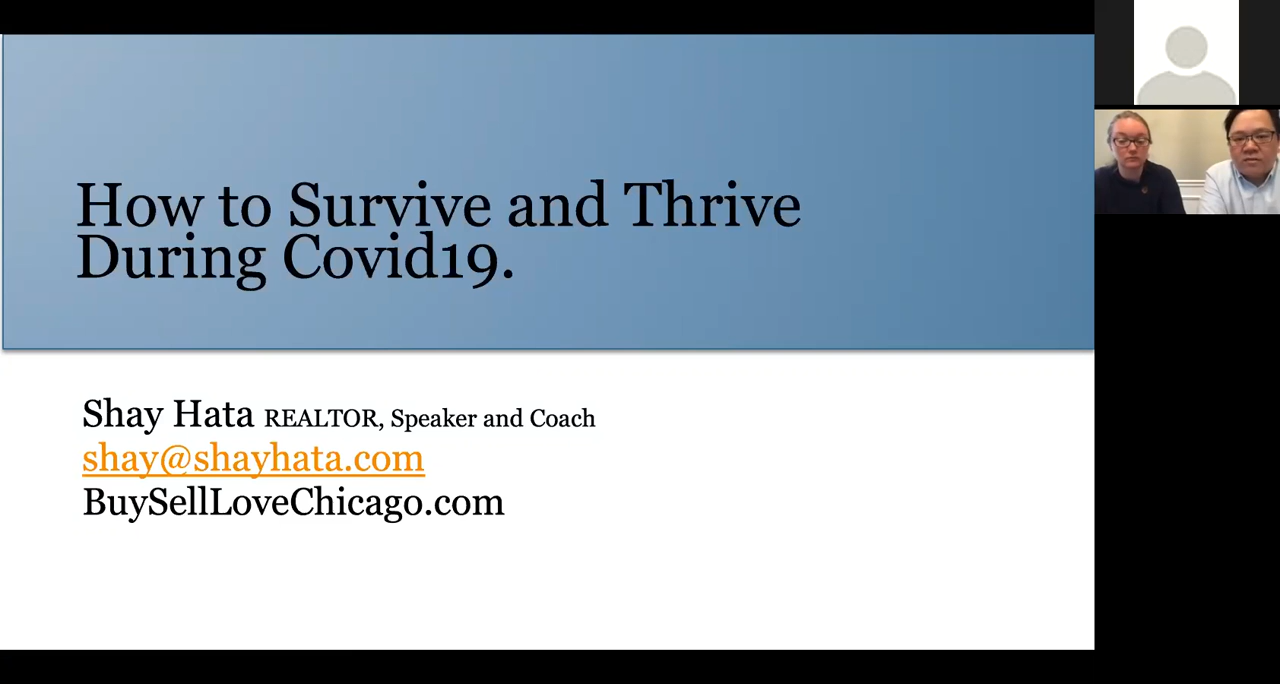 How to Survive and Thrive
During Covid19.
Shay Hata REALTOR, Speaker and Coach
shay@shayhata.com
BuySellLoveChicago.com